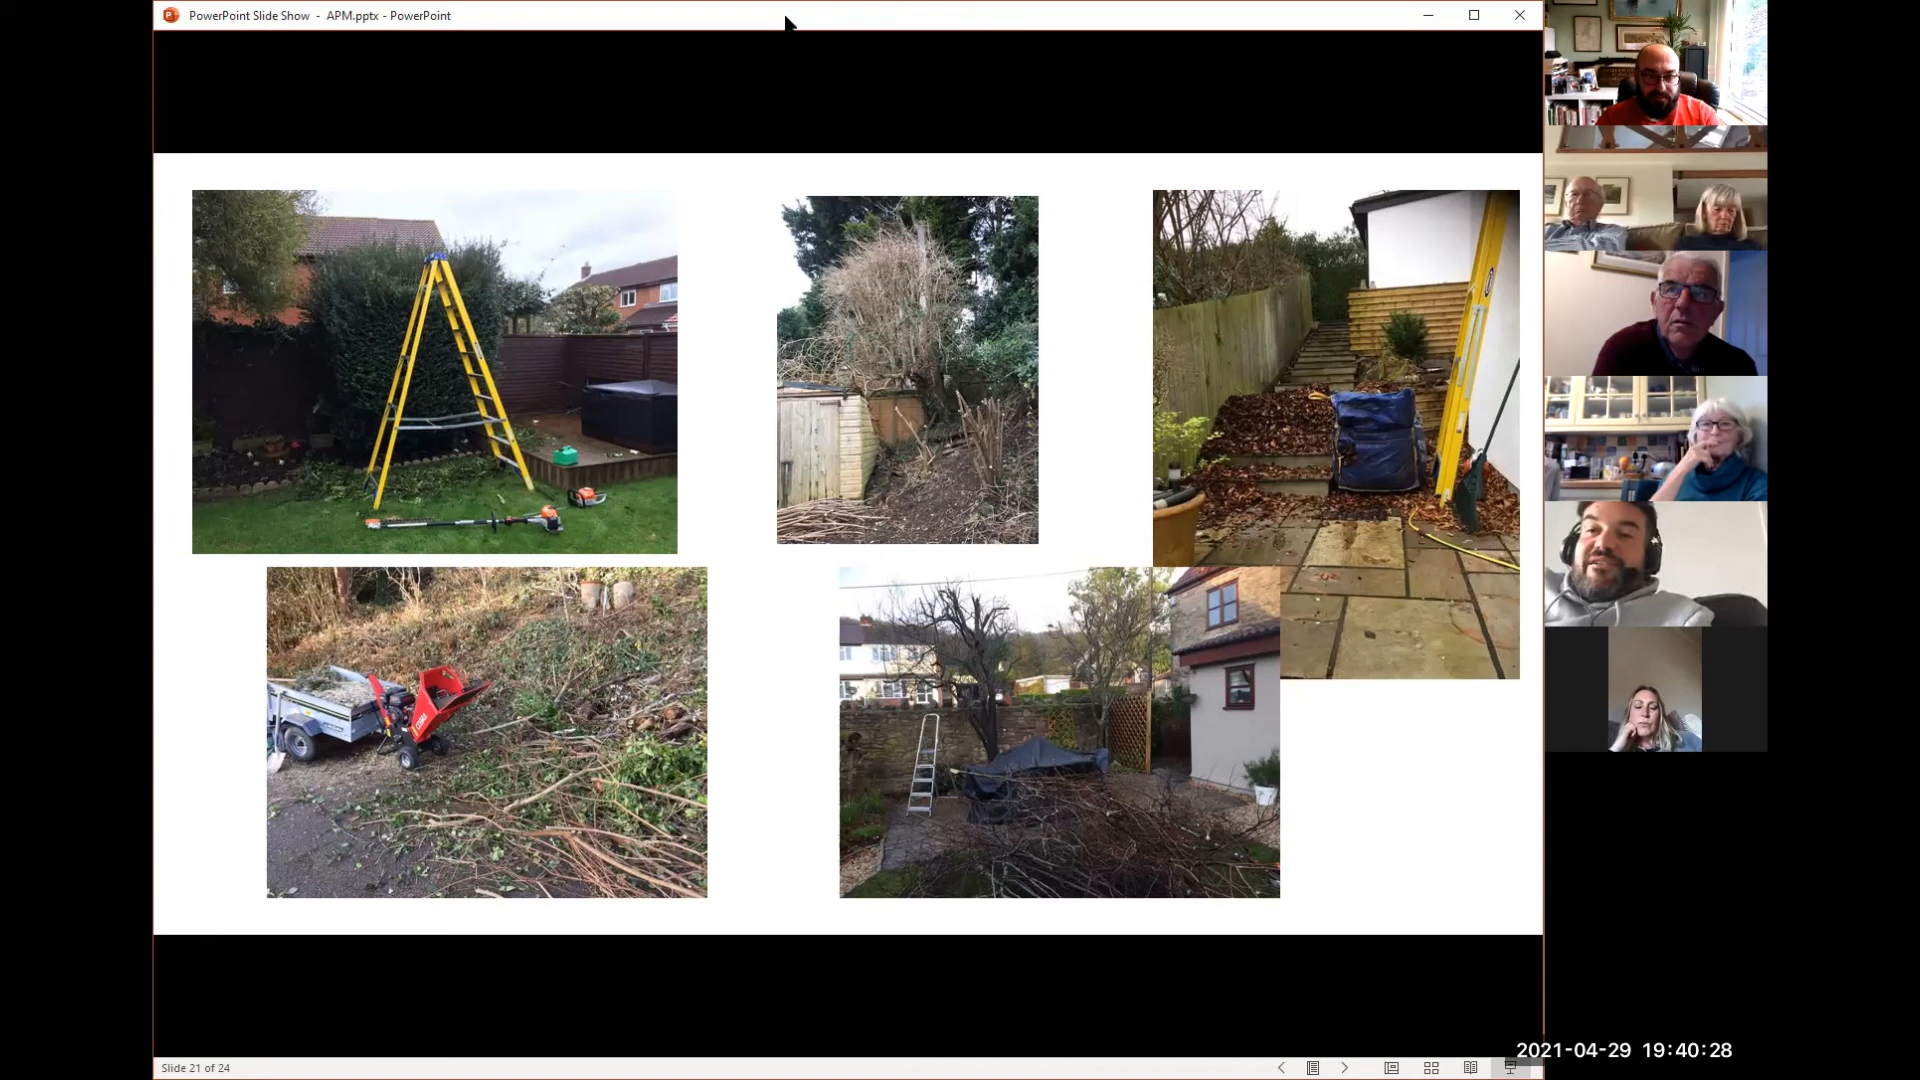 PowerPoint Slide Show - APM.pptx - PowerPoint
Slide 21 of 24
2021-04-29 19:40:28